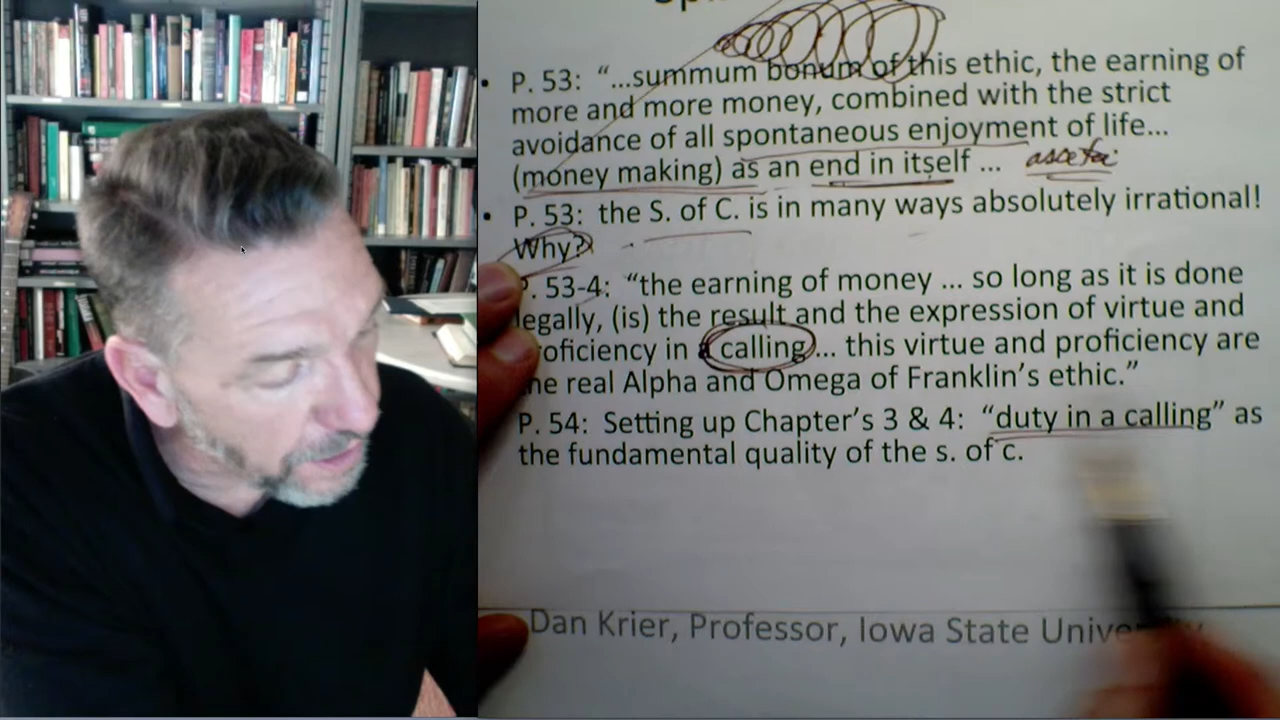 • P. 53: “...summum bonum of this ethic, the earning of
more and more money, combined with the strict
avoidance of all spontaneous enjoyment of life...
(money making) as an end in itself ...
• P. 53: the S. of C. is in many ways absolutely irrational!
Why?
P. 53-4: “the earning of money ... so long as it is done
legally, (is) the result and the expression of virtue and
proficiency in a calling ... this virtue and proficiency are
the real Alpha and Omega of Franklin’s ethic.”
P. 54: Setting up Chapter’s 3 & 4: “duty in a calling” as
the fundamental quality of the s. of c.
Dan Krier, Professor, Iowa State University